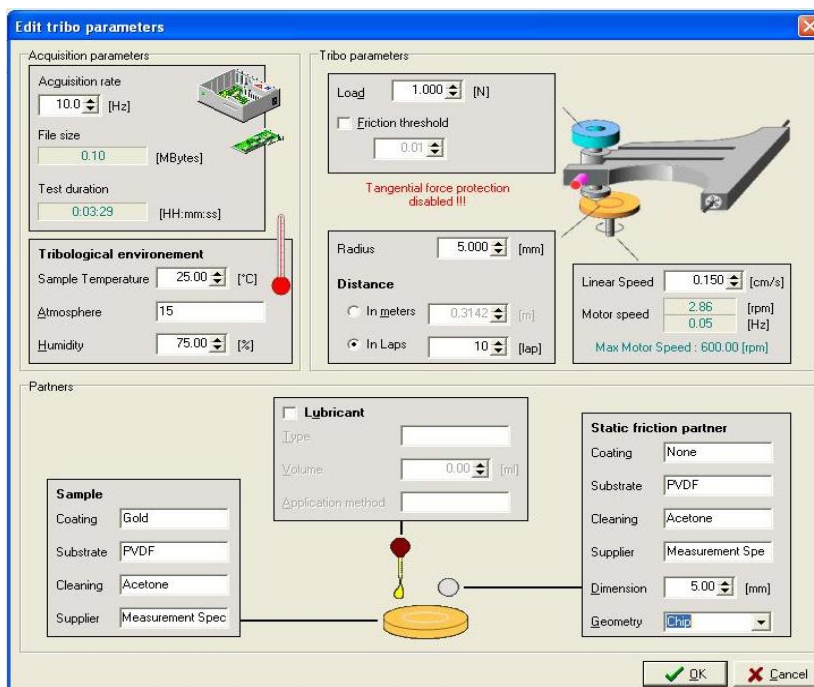 Edit tribo parameters
Acquisition parameters
Acquisition rate
10.0 [Hz]
File size
0.10 [MBytes]
Test duration
0:03:29 [HH:mm:ss]
Tribological environement
Sample Temperature 25.00 [°C]
Atmosphere 15
Humidity 75.00 [%]
Tribo parameters
Load 1.000 [N]
Friction threshold
0.01
Tangential force protection
disabled !!!
Radius 5.000 [mm]
Distance
In meters 0.3142 [m]
In Laps 10 [lap]
Linear Speed 0.150 [cm/s]
Motor speed 2.86 [rpm]
0.05 [Hz]
Max Motor Speed : 600.00 [rpm]
Partners
Sample
Coating Gold
Substrate PVDF
Cleaning Acetone
Supplier Measurement Spec
Lubricant
Type
Volume 0.00 [ml]
Application method
Static friction partner
Coating None
Substrate PVDF
Cleaning Acetone
Supplier Measurement Spe
Dimension 5.00 [mm]
Geometry Chip
OK Cancel